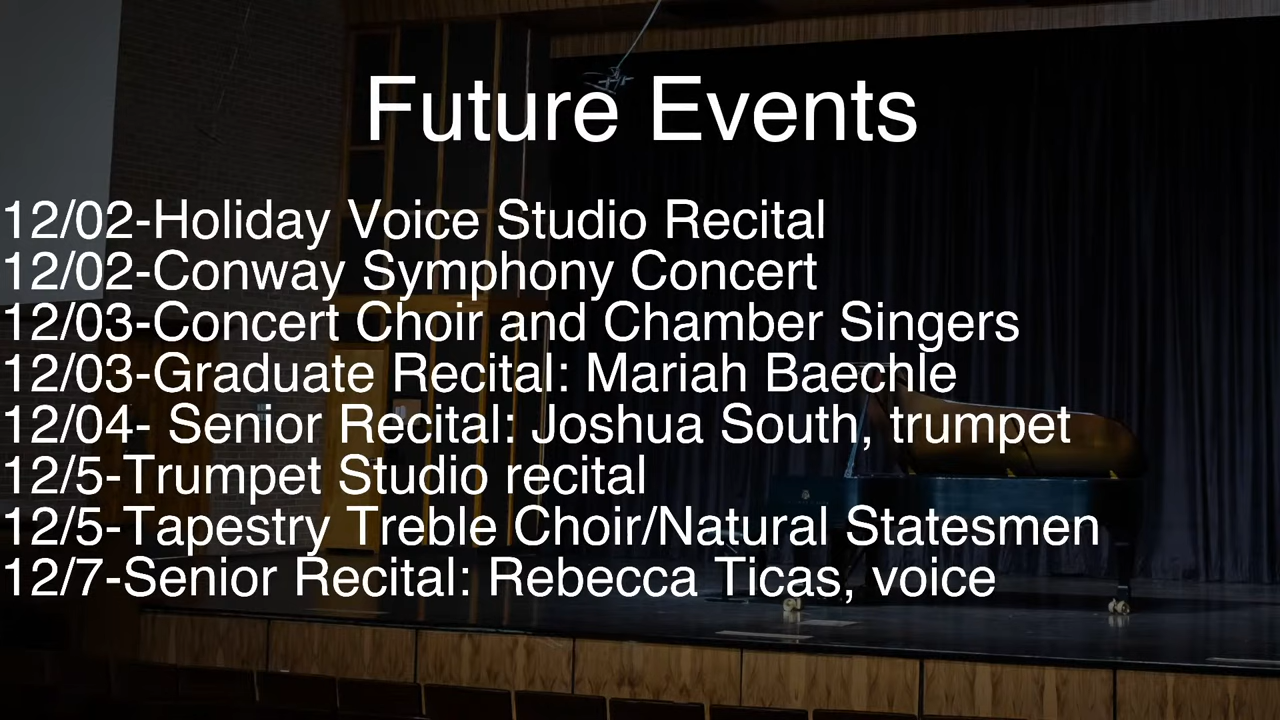 Future Events
12/02-Holiday Voice Studio Recital
12/02-Conway Symphony Concert
12/03-Concert Choir and Chamber Singers
12/03-Graduate Recital: Mariah Baechle
12/04- Senior Recital: Joshua South, trumpet
12/5-Trumpet Studio recital
12/5-Tapestry Treble Choir/Natural Statesmen
12/7-Senior Recital: Rebecca Ticas, voice